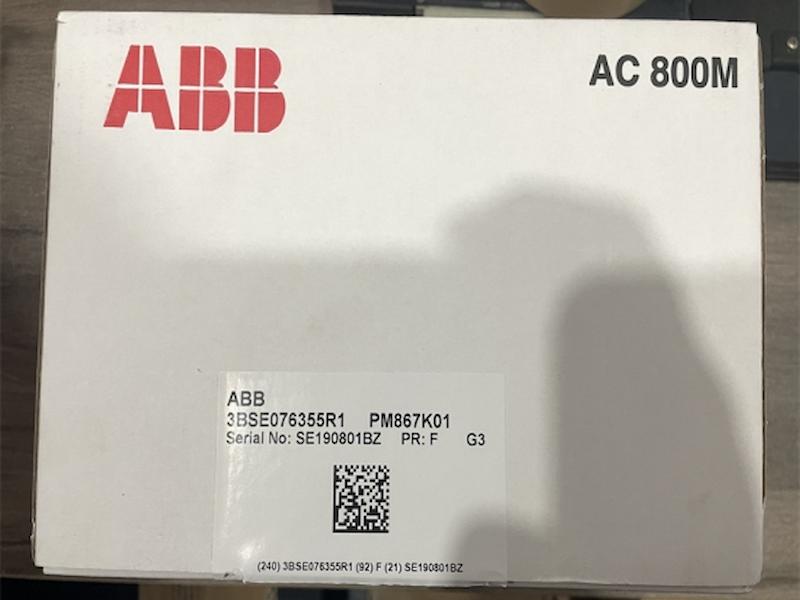 ABB
AC 800M
ABB
3BSE076355R1 PM867K01
Serial No: SE190801BZ PR: F G3
(240) 3BSE076355R1 (92) F (21) SE190801BZ